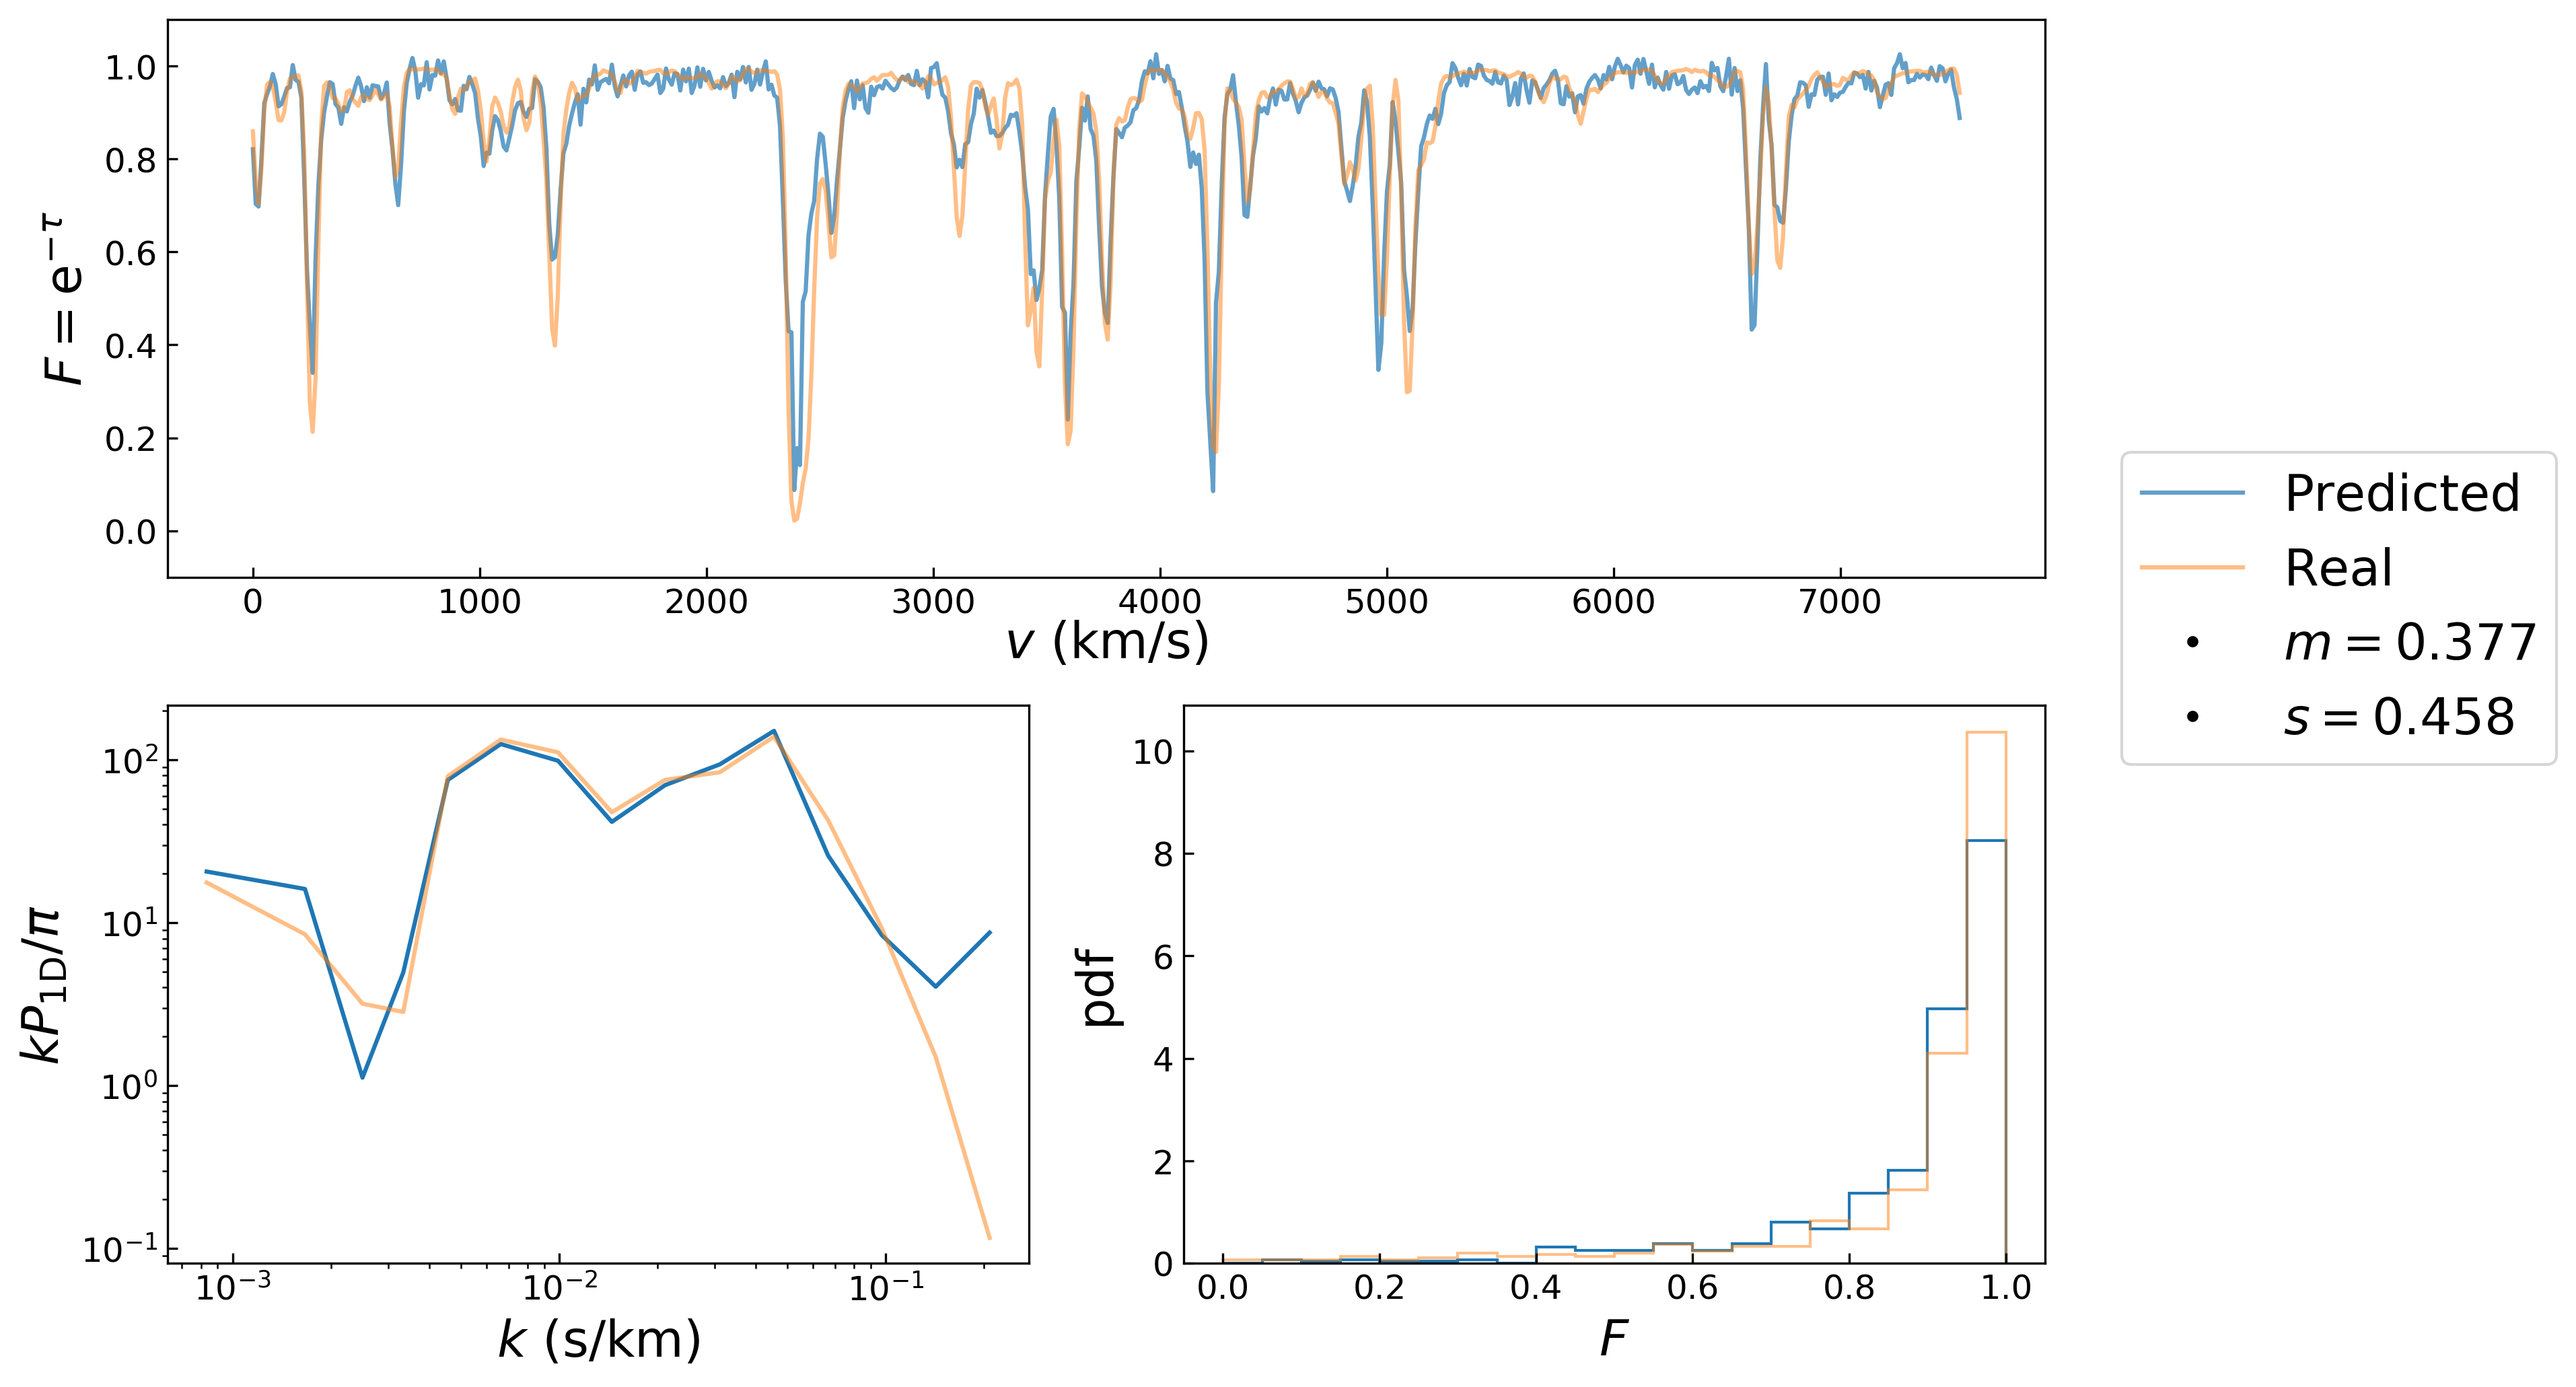 1.0
0.8
0.6
0.4
0.2
0.0
F = e^{-τ}
0 1000 2000 3000 4000 5000 6000 7000
v (km/s)
Predicted
Real
m = 0.377
s = 0.458
10^2
10^1
10^0
10^{-1}
kP_{1D}/π
10^{-3} 10^{-2} 10^{-1}
k (s/km)
10
8
6
4
2
0
pdf
0.0 0.2 0.4 0.6 0.8 1.0
F